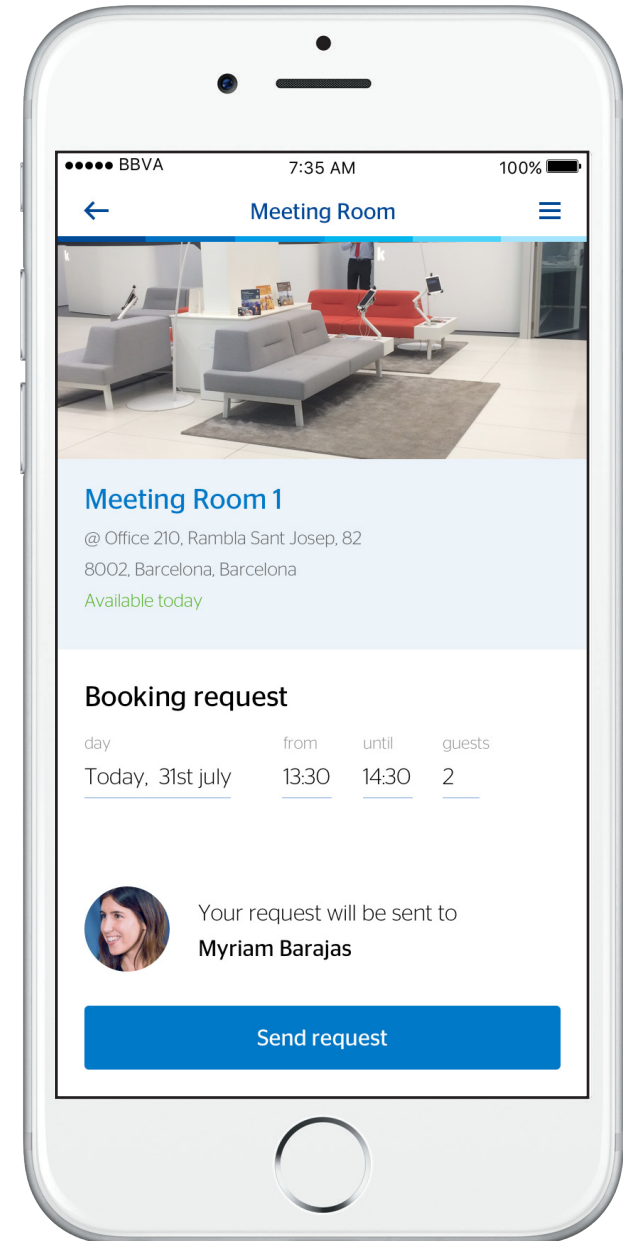 BBVA 7:35 AM 100%
Meeting Room
k k
Meeting Room 1
@ Office 210, Rambla Sant Josep, 82
8002, Barcelona, Barcelona
Available today
Booking request
day from until guests
Today, 31st july 13:30 14:30 2
Your request will be sent to
Myriam Barajas
Send request